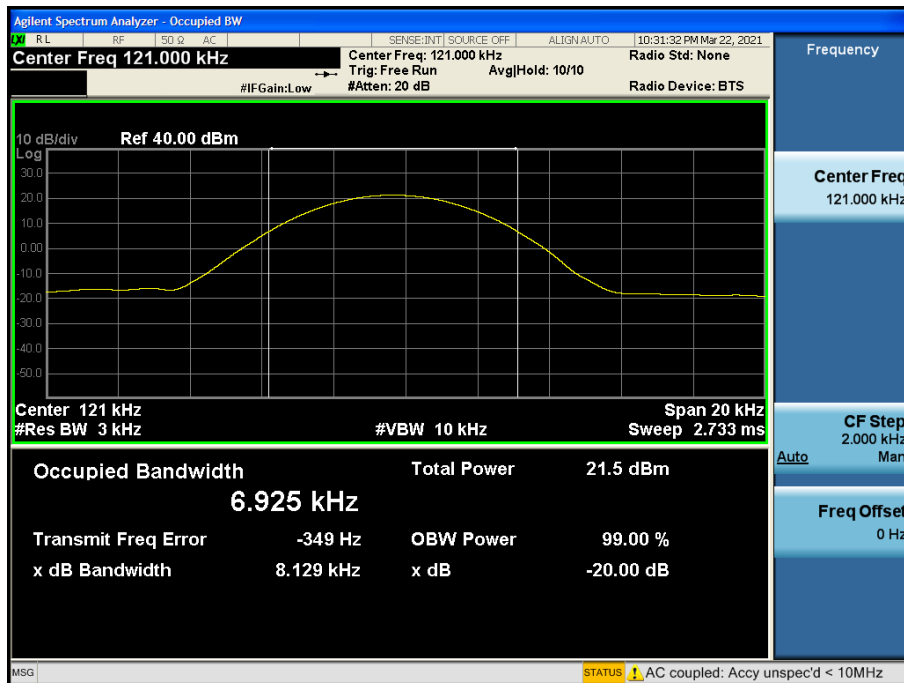 Agilent Spectrum Analyzer - Occupied BW
LXI RL RF 50 Ω AC SENSE:INT SOURCE OFF ALIGN AUTO 10:31:32 PM Mar 22, 2021
Center Freq 121.000 kHz
Center Freq: 121.000 kHz Radio Std: None
Trig: Free Run Avg|Hold: 10/10
#IFGain:Low #Atten: 20 dB Radio Device: BTS
10 dB/div Ref 40.00 dBm
Log
30.0
20.0
10.0
0.00
-10.0
-20.0
-30.0
-40.0
-50.0
Center 121 kHz Span 20 kHz
#Res BW 3 kHz #VBW 10 kHz Sweep 2.733 ms
Occupied Bandwidth Total Power 21.5 dBm
6.925 kHz
Transmit Freq Error -349 Hz OBW Power 99.00 %
x dB Bandwidth 8.129 kHz x dB -20.00 dB
Frequency
Center Freq
121.000 kHz
CF Step
2.000 kHz
Auto Man
Freq Offset
0 Hz
MSG STATUS AC coupled: Accy unspec'd < 10MHz